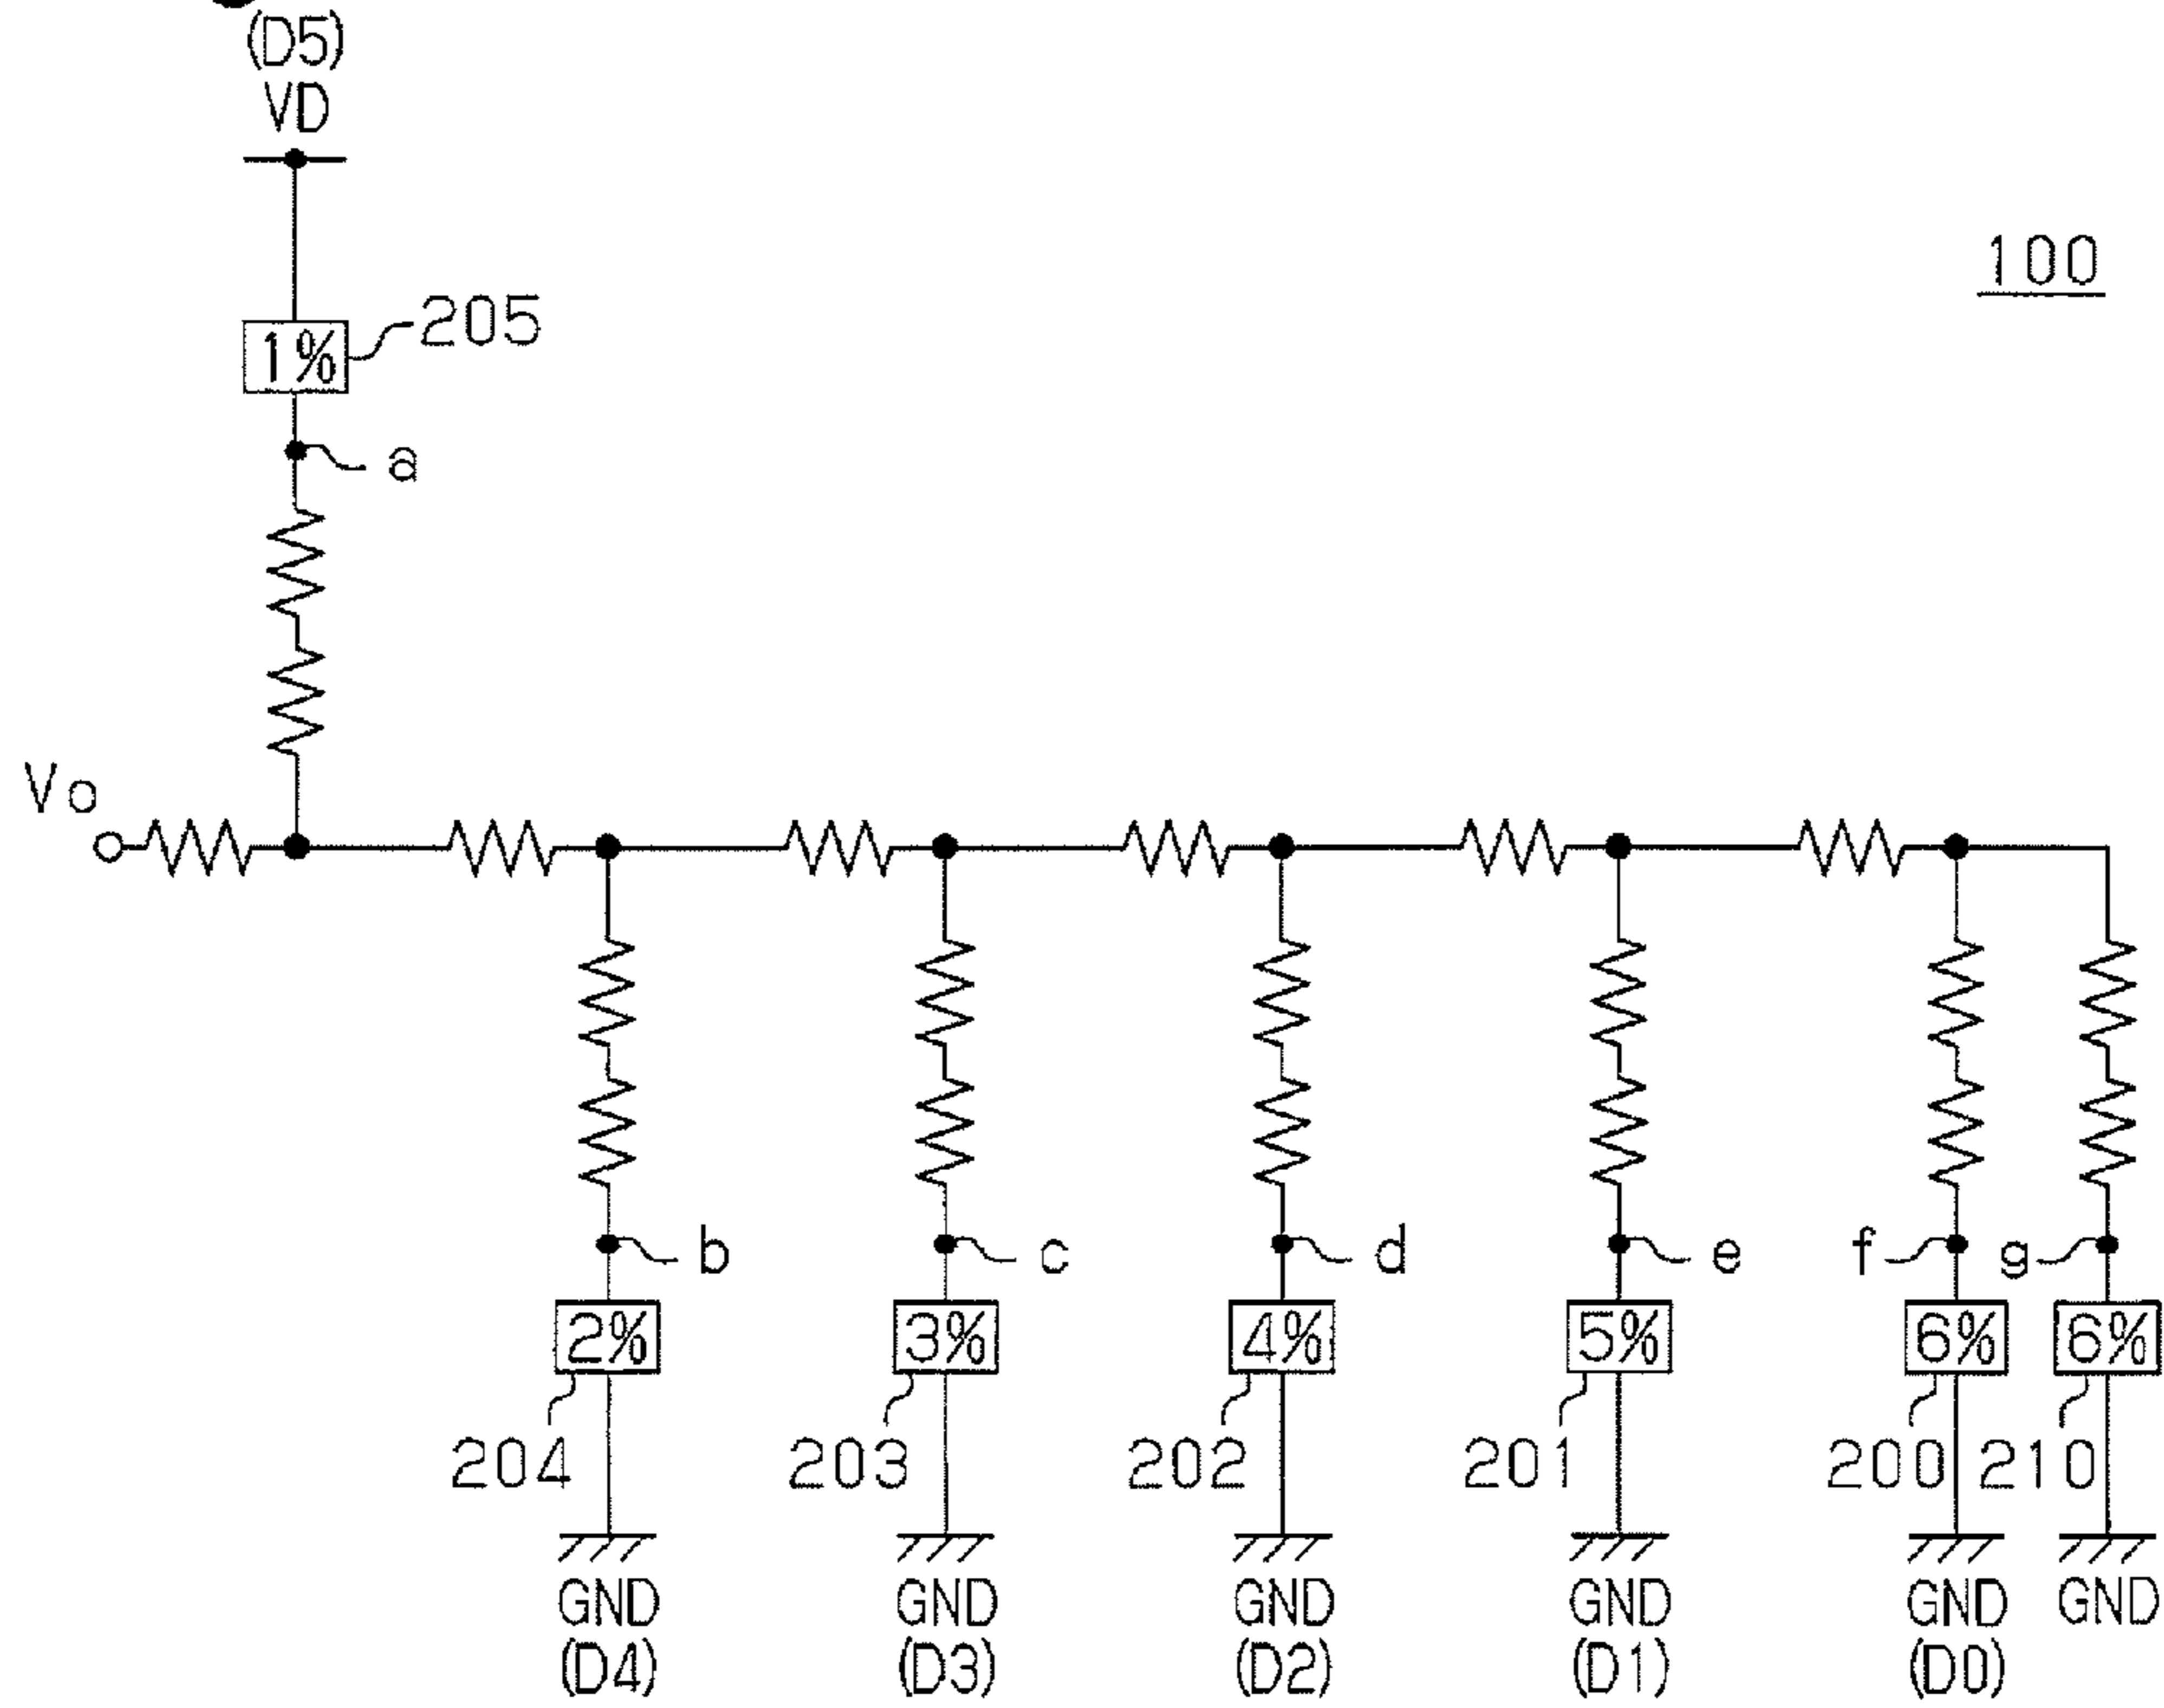 (D5)
VD
100
1%
205
a
Vo
b
c
d
e
f
g
2%
3%
4%
5%
6%
6%
204
203
202
201
200
210
GND
GND
GND
GND
GND
GND
(D4)
(D3)
(D2)
(D1)
(D0)